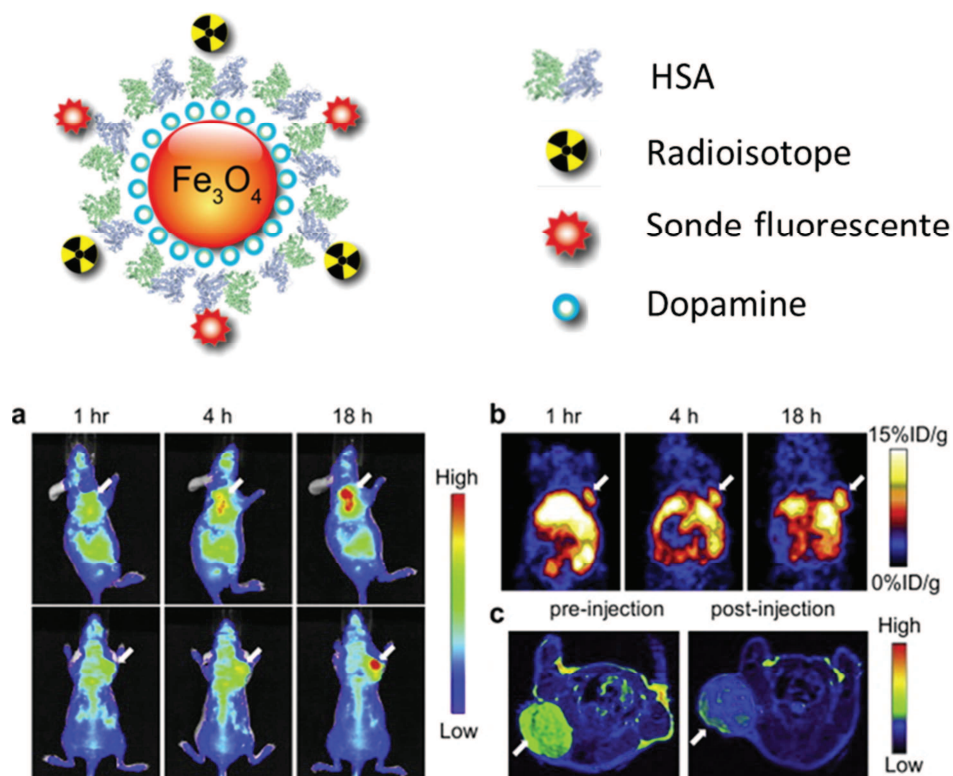 Fe₃O₄
HSA
Radioisotope
Sonde fluorescente
Dopamine
a
1 hr 4 h 18 h
High
Low
b
1 hr 4 h 18 h
15%ID/g
0%ID/g
c
pre-injection post-injection
High
Low